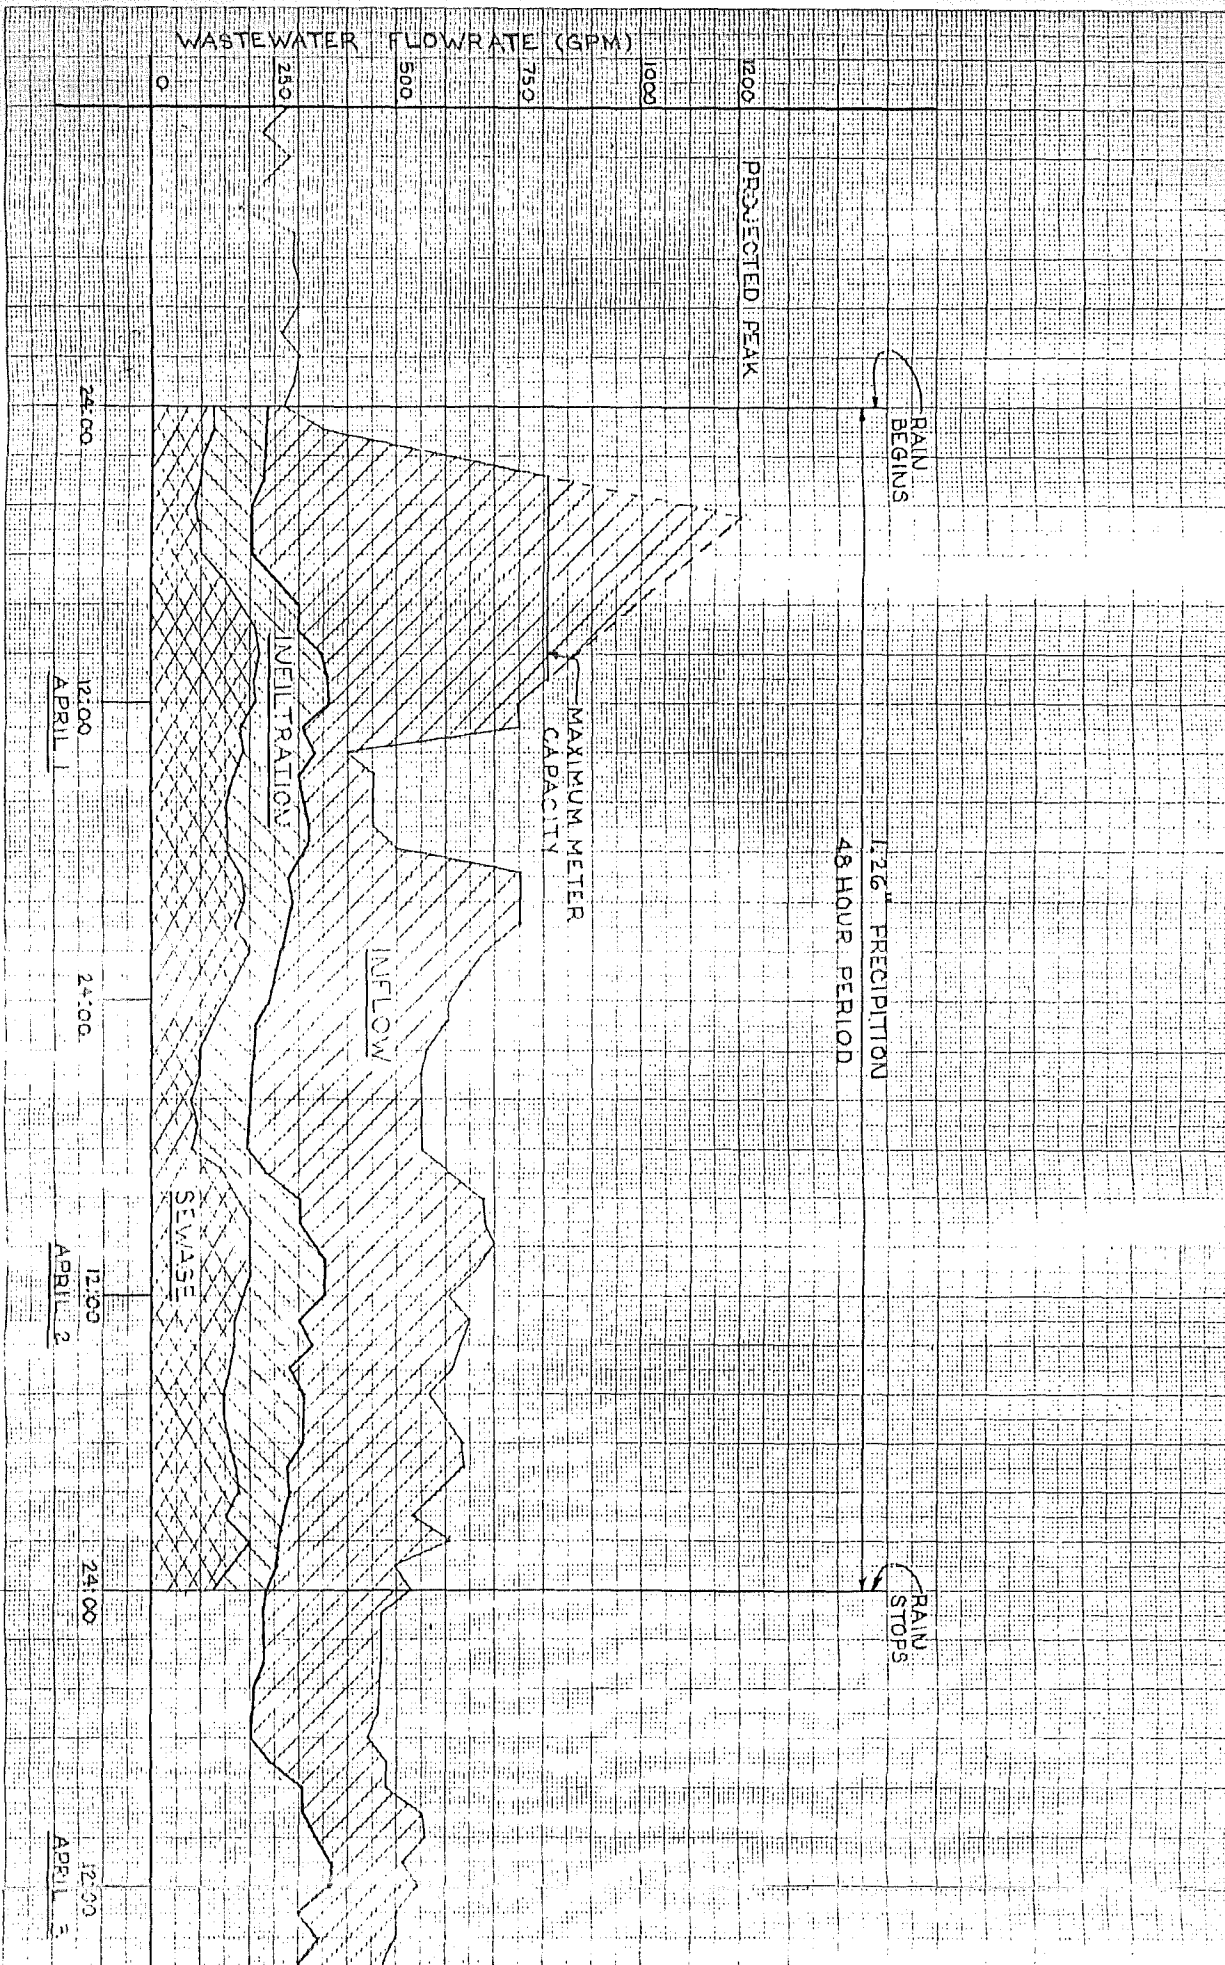 WASTEWATER FLOWRATE (GPM)
1200
1000
750
500
250
0
PROJECTED PEAK
RAIN
BEGINS
1.26" PRECIPITION
48 HOUR PERIOD
RAIN
STOPS
MAXIMUM METER
CAPACITY
INFILTRATION
INFLOW
SEWAGE
24:00
12:00
24:00
12:00
24:00
12:00
APRIL 1
APRIL 2
APRIL 3